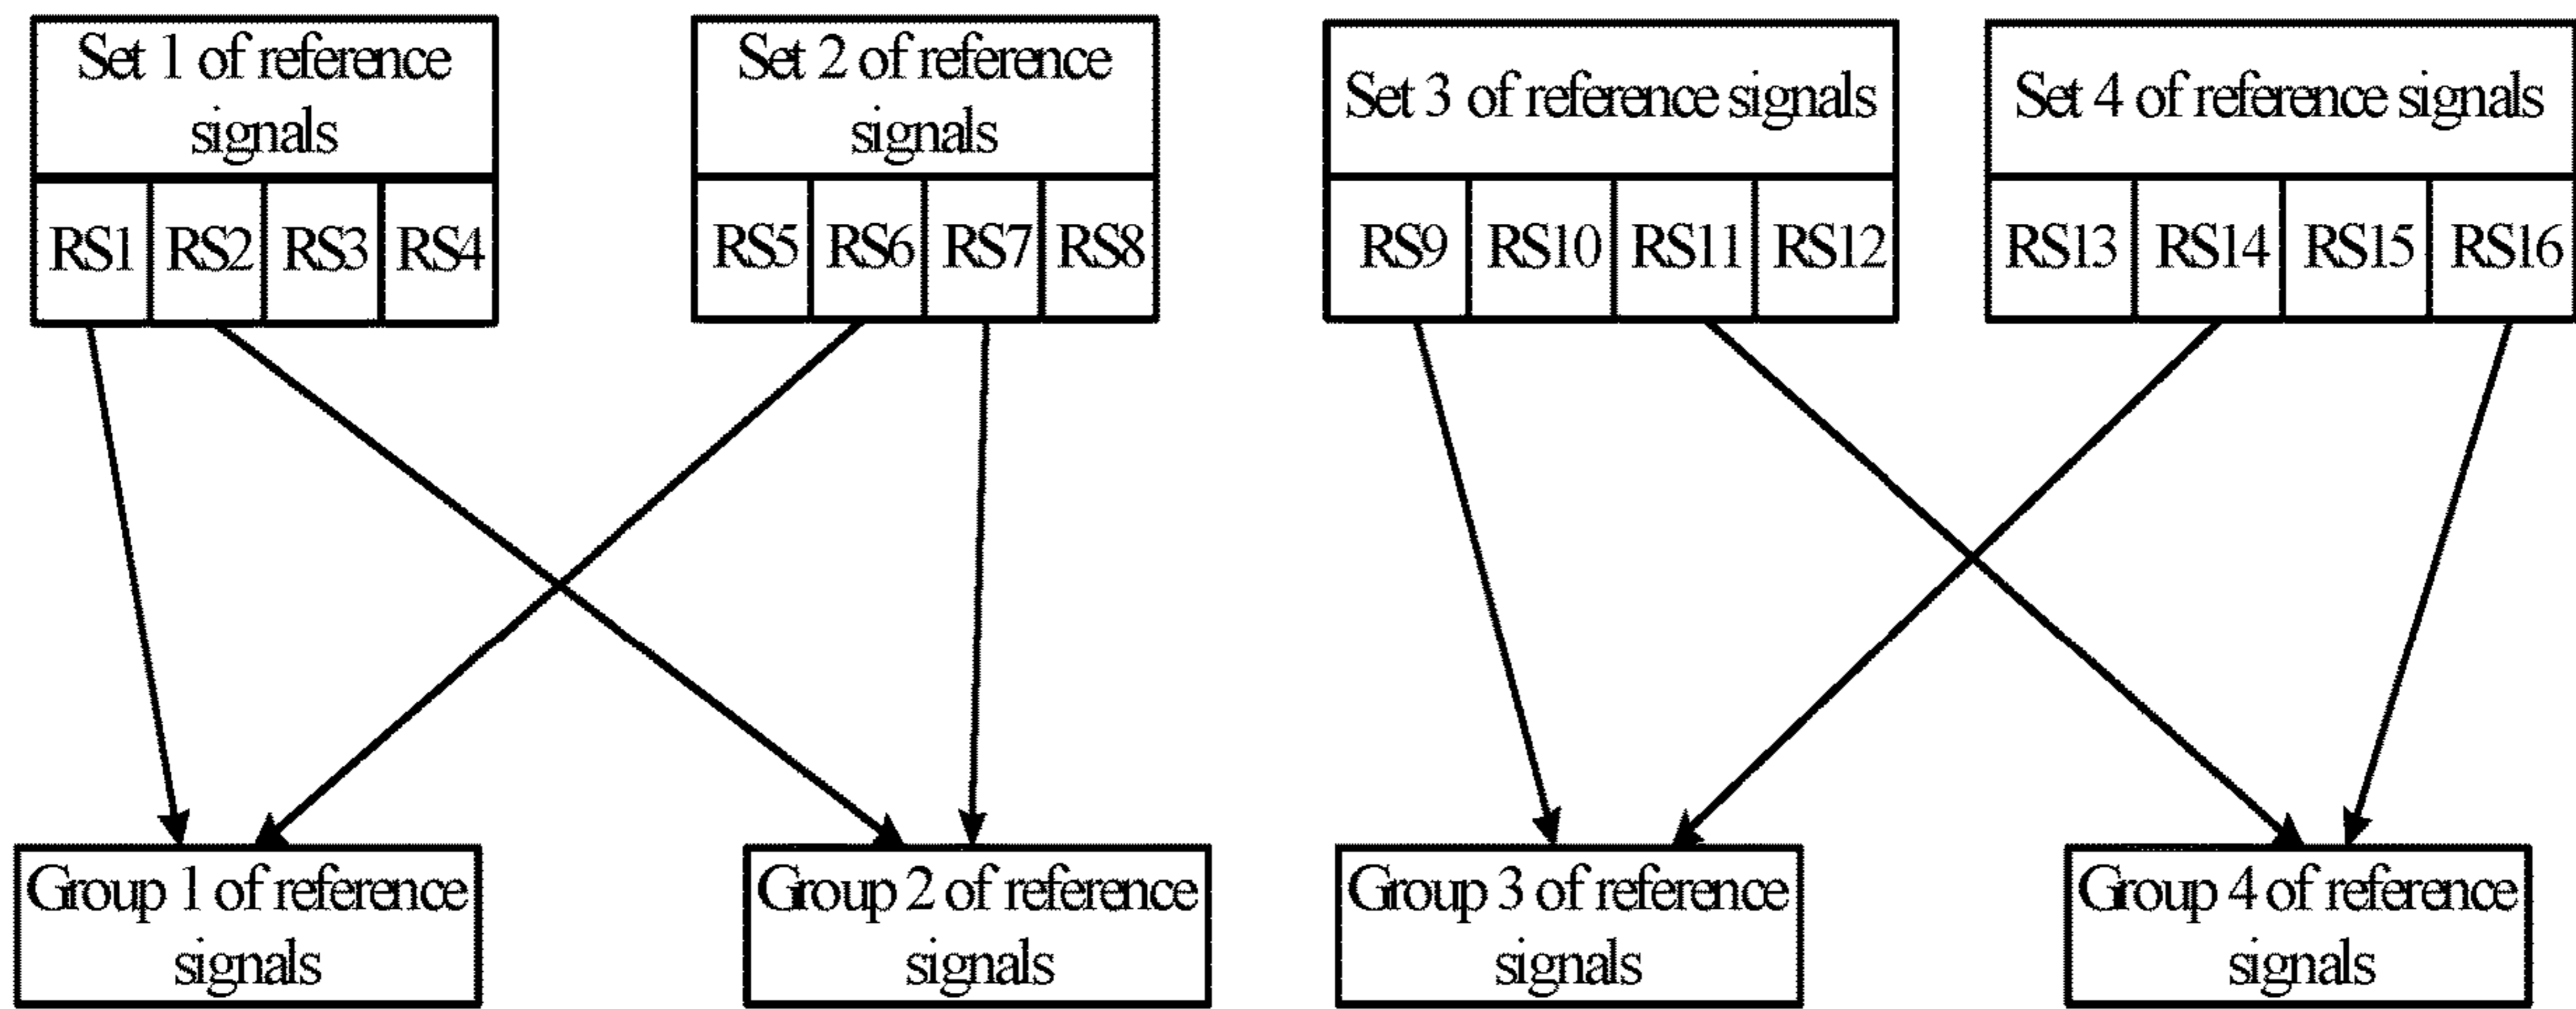 Set 1 of reference
signals
RS1 RS2 RS3 RS4
Set 2 of reference
signals
RS5 RS6 RS7 RS8
Set 3 of reference signals
RS9 RS10 RS11 RS12
Set 4 of reference signals
RS13 RS14 RS15 RS16
Group 1 of reference
signals
Group 2 of reference
signals
Group 3 of reference
signals
Group 4 of reference
signals